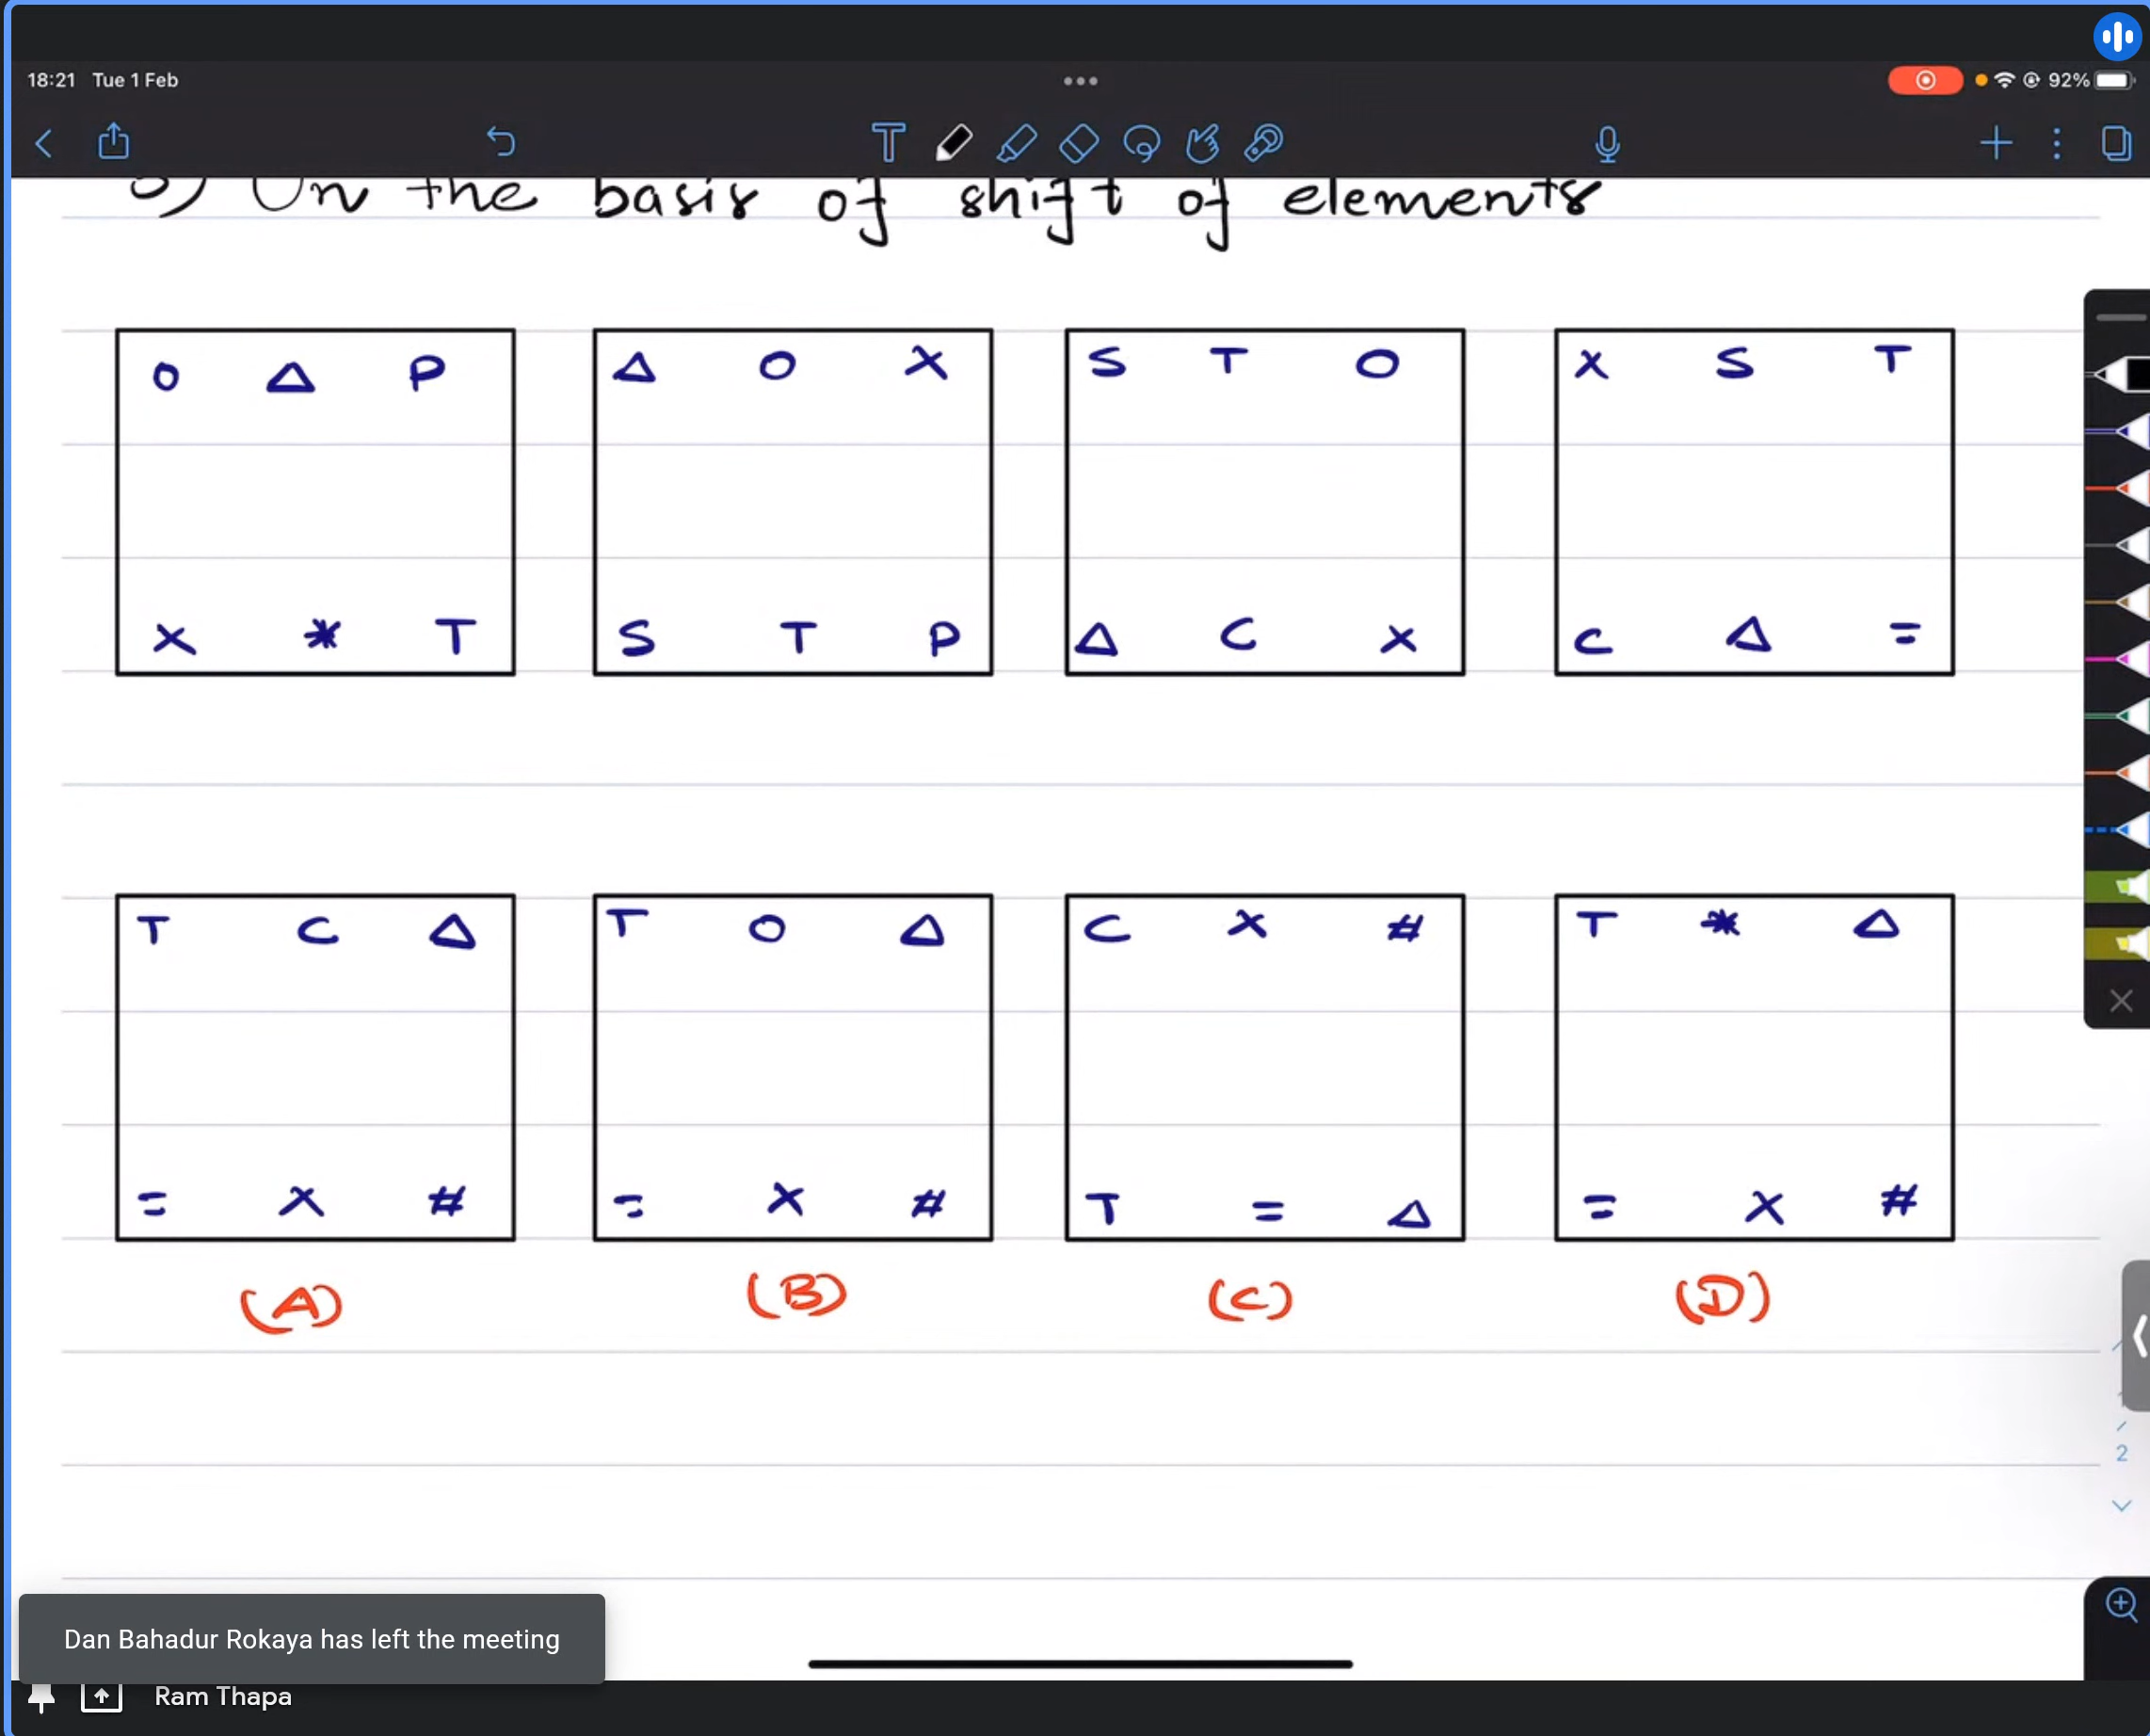 18:21 Tue 1 Feb
92%
3) On the basis of shift of elements
O Δ P
X * T
Δ O X
S T P
S T O
Δ C X
X S T
C Δ =
T C Δ
= X #
(A)
T O Δ
= X #
(B)
C X #
T = Δ
(C)
T * Δ
= X #
(D)
2
Dan Bahadur Rokaya has left the meeting
Ram Thapa